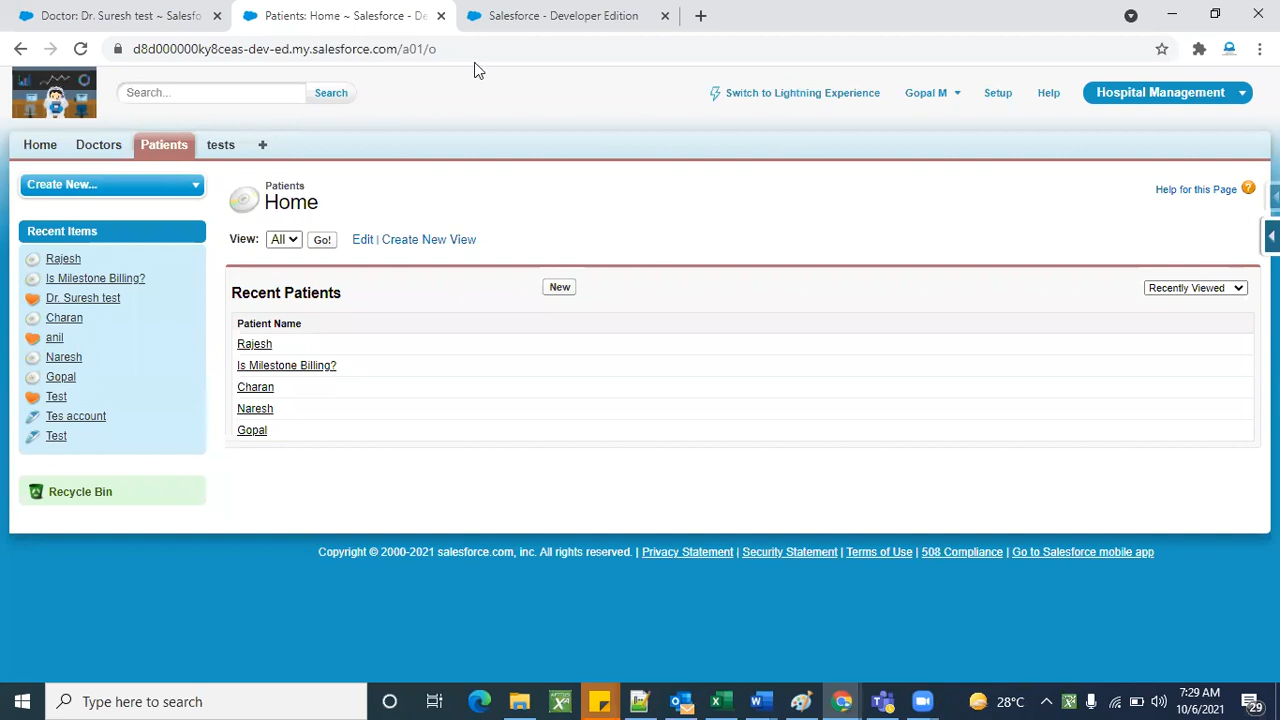 Doctor: Dr. Suresh test ~ Salesfo
Patients: Home ~ Salesforce - De
Salesforce - Developer Edition
d8d000000ky8ceas-dev-ed.my.salesforce.com/a01/o
Search...
Search
Switch to Lightning Experience
Gopal M
Setup
Help
Hospital Management
Home
Doctors
Patients
tests
+
Create New...
Patients
Home
Help for this Page
View: All Go! Edit | Create New View
Recent Items
Rajesh
Is Milestone Billing?
Dr. Suresh test
Charan
anil
Naresh
Gopal
Test
Tes account
Test
Recycle Bin
Recent Patients
New
Recently Viewed
Patient Name
Rajesh
Is Milestone Billing?
Charan
Naresh
Gopal
Copyright © 2000-2021 salesforce.com, inc. All rights reserved. | Privacy Statement | Security Statement | Terms of Use | 508 Compliance | Go to Salesforce mobile app
Type here to search
28°C
7:29 AM
10/6/2021
29